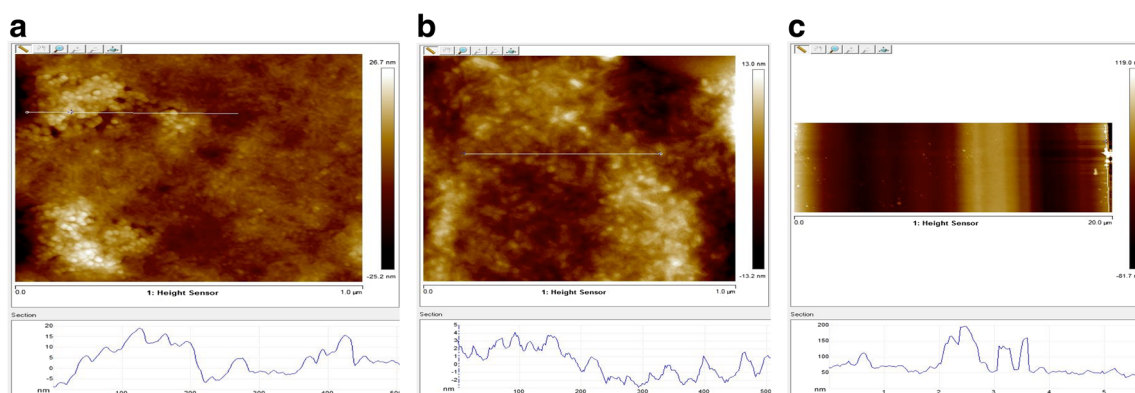 a
26.7 nm
-25.2 nm
0.0
1: Height Sensor
1.0 µm
Section
20
15
10
5
0
-5
nm
100
200
300
400
b
13.0 nm
-13.2 nm
0.0
1: Height Sensor
1.0 µm
Section
5
4
3
2
1
0
-1
-2
nm
100
200
300
400
500
c
119.0
-81.7
0.0
1: Height Sensor
20.0 µm
Section
200
150
100
50
nm
1
2
3
4
5